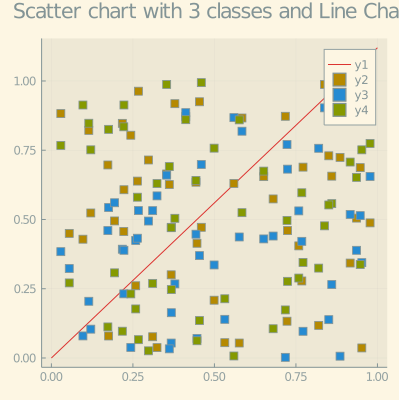 Scatter chart with 3 classes and Line Cha
1.00
0.75
0.50
0.25
0.00
0.00 0.25 0.50 0.75 1.00
y1
y2
y3
y4